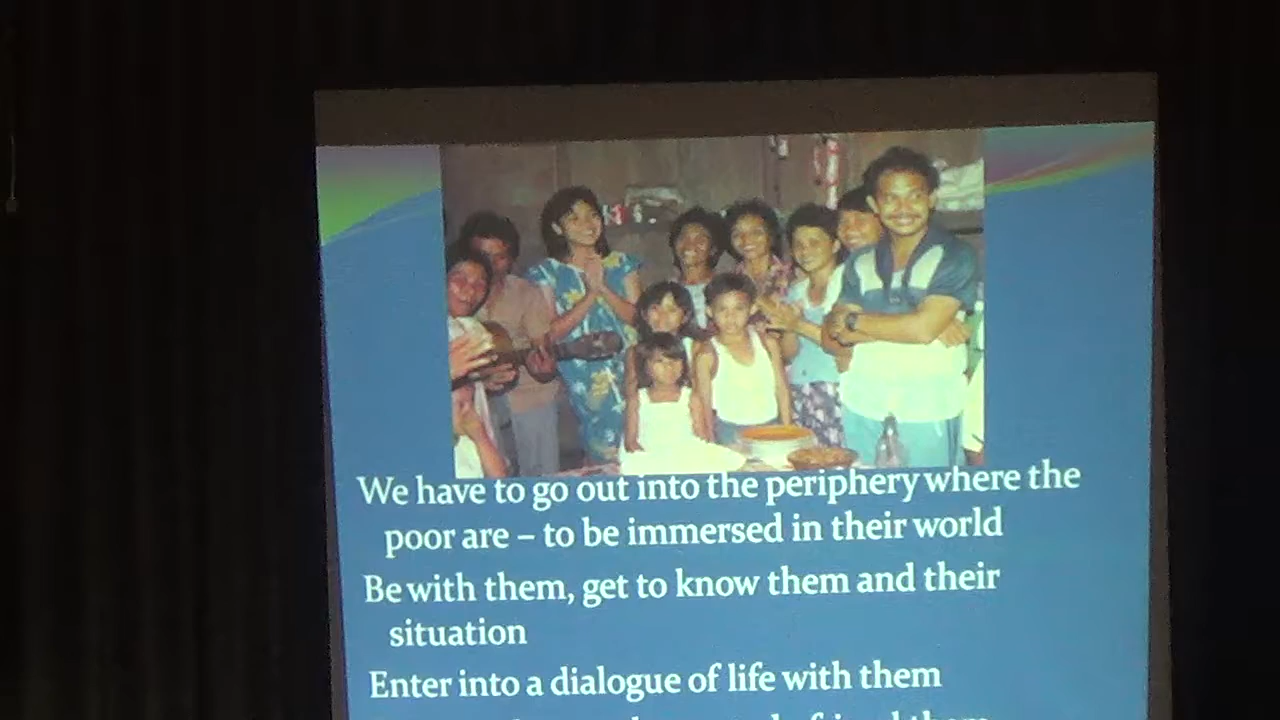 We have to go out into the periphery where the
poor are – to be immersed in their world
Be with them, get to know them and their
situation
Enter into a dialogue of life with them
them